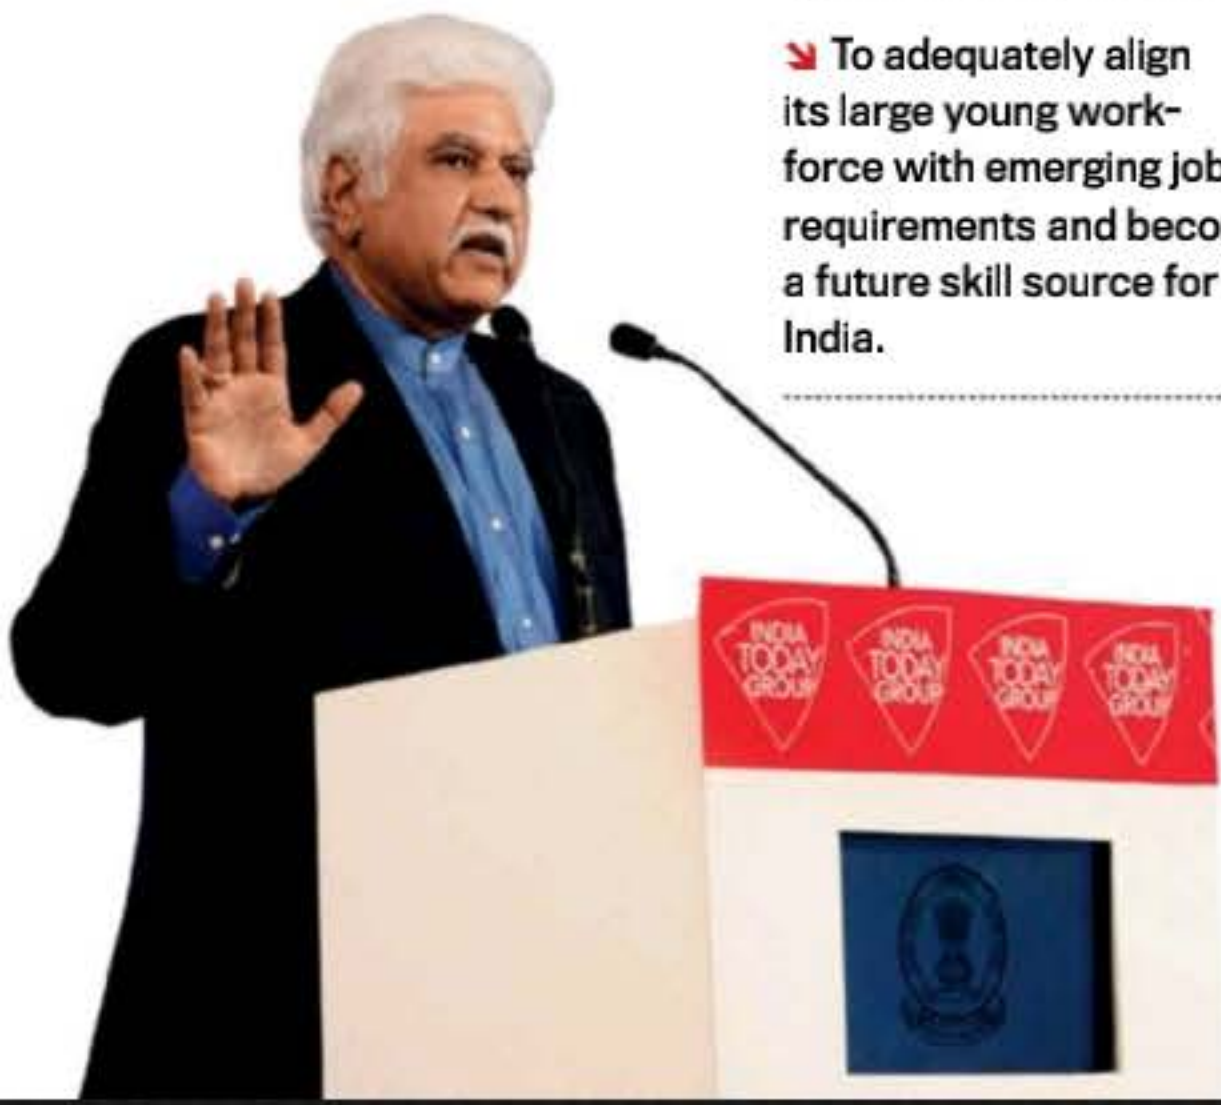 To adequately align
its large young work-
force with emerging job
requirements and beco
a future skill source for
India.
INDIA
TODAY
GROUP
INDIA
TODAY
GROUP
INDIA
TODAY
GROUP
INDIA
TODAY
GROUP